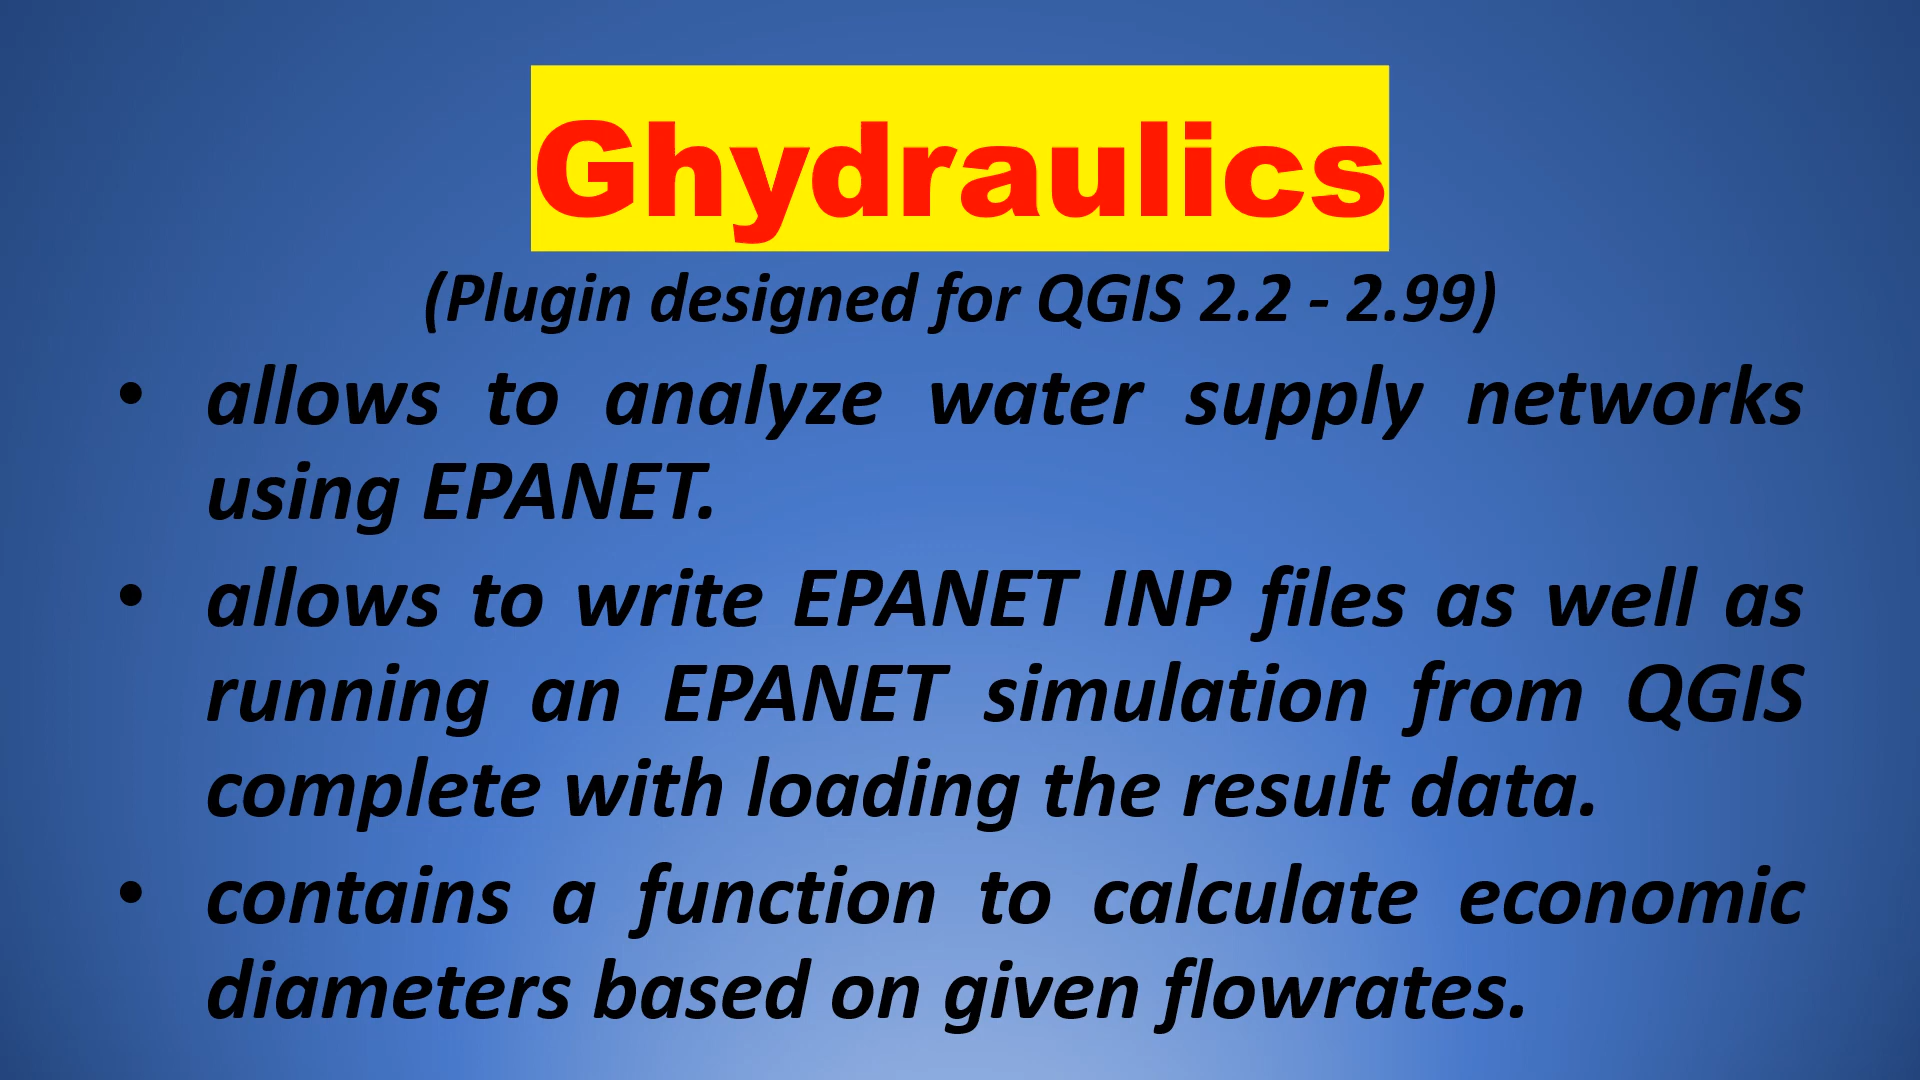 Ghydraulics
(Plugin designed for QGIS 2.2 - 2.99)
• allows to analyze water supply networks
using EPANET.
• allows to write EPANET INP files as well as
running an EPANET simulation from QGIS
complete with loading the result data.
• contains a function to calculate economic
diameters based on given flowrates.